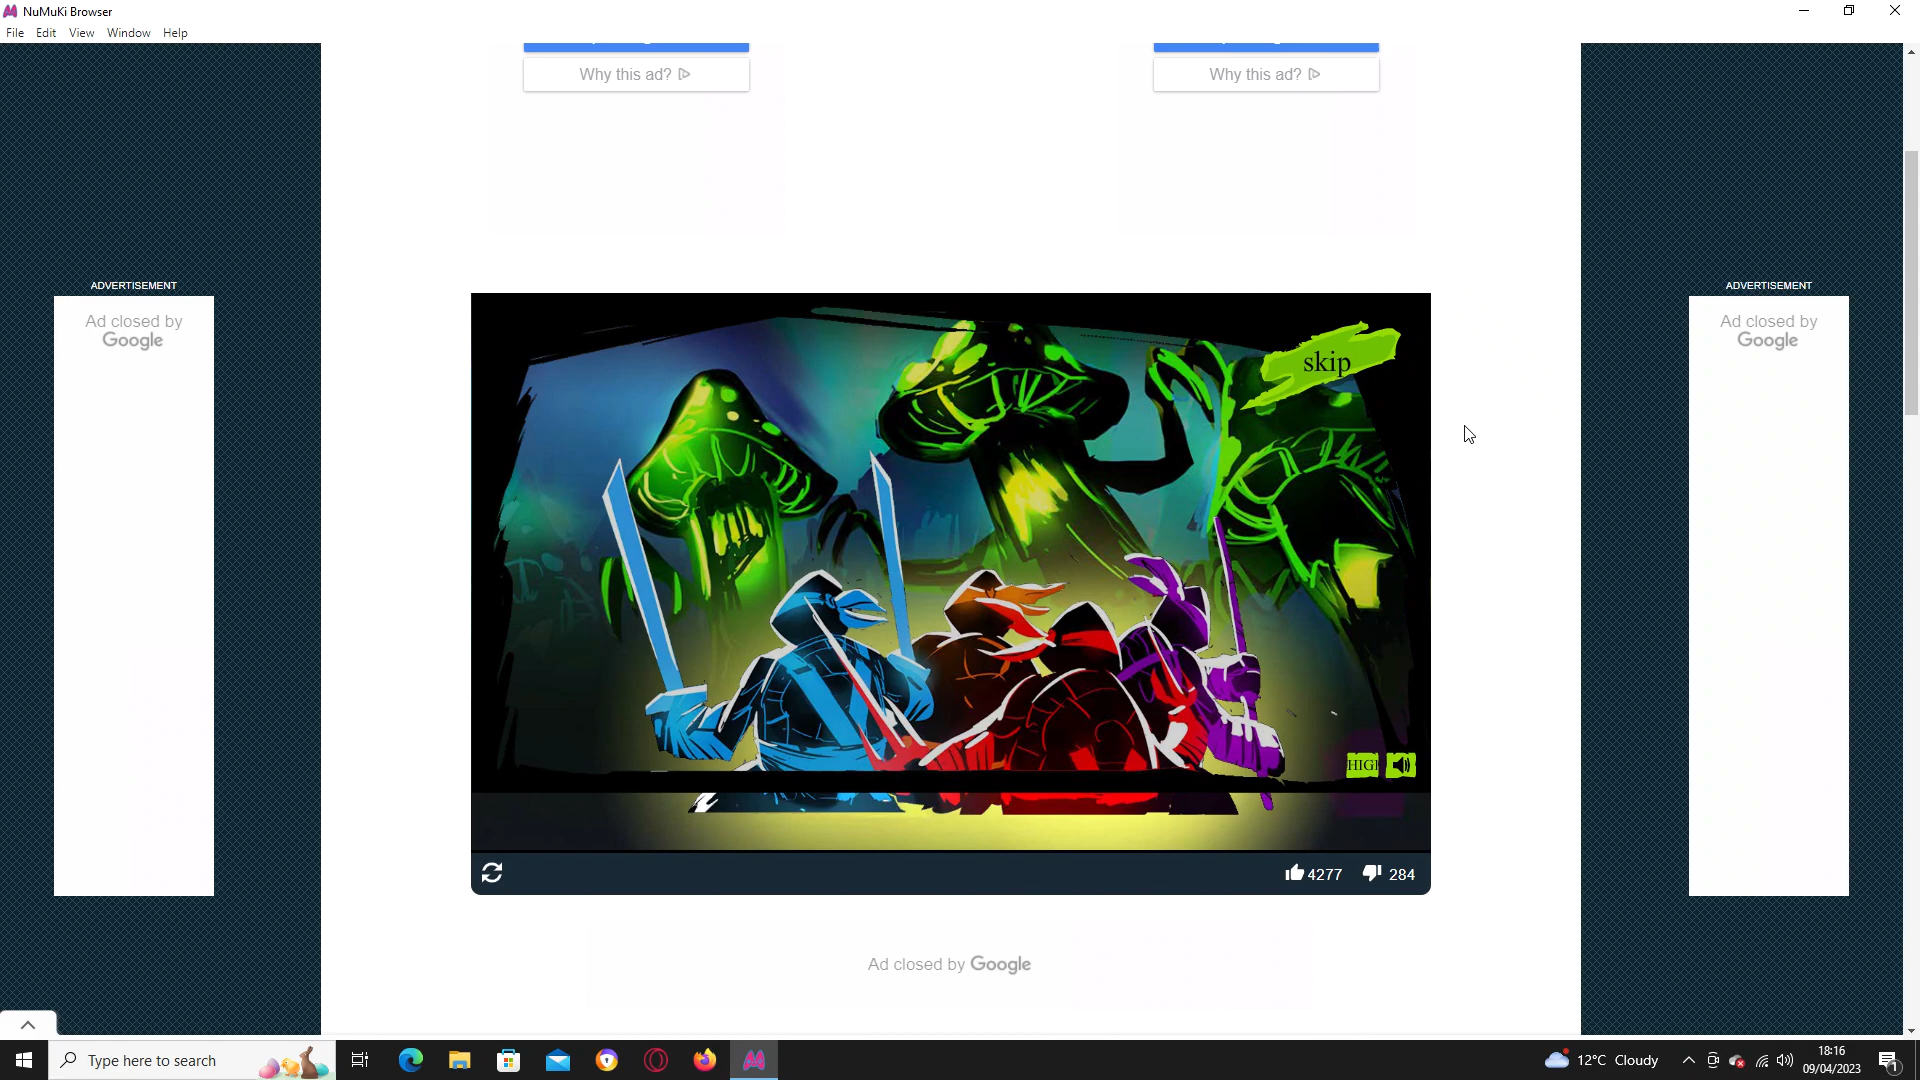 NuMuKi Browser
File Edit View Window Help
Why this ad?
Why this ad?
ADVERTISEMENT
Ad closed by
Google
ADVERTISEMENT
Ad closed by
Google
skip
HIGH
4277
284
Ad closed by Google
Type here to search
12°C Cloudy
18:16
09/04/2023
1